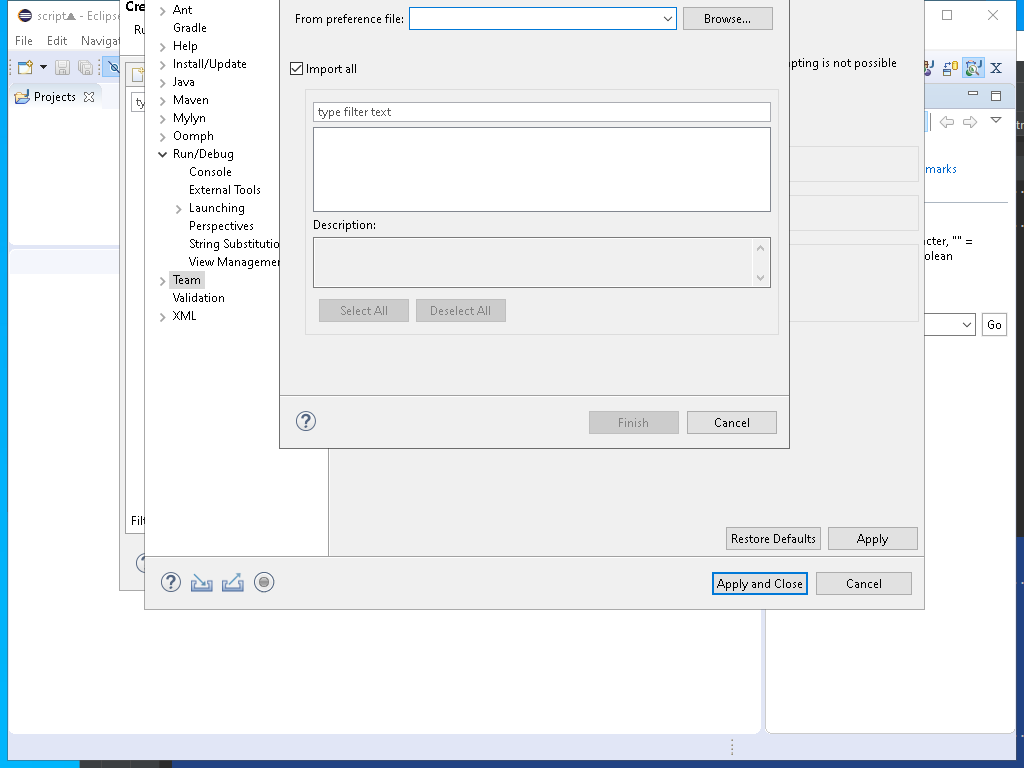 script▲ - Eclipse
Cre
File Edit Navigat
Ru
Projects
ty
Filt
Ant
Gradle
Help
Install/Update
Java
Maven
Mylyn
Oomph
Run/Debug
Console
External Tools
Launching
Perspectives
String Substitutio
View Managemen
Team
Validation
XML
From preference file:
Browse...
Import all
type filter text
Description:
Select All
Deselect All
Finish
Cancel
pting is not possible
marks
acter, "" =
olean
Go
Restore Defaults
Apply
Apply and Close
Cancel